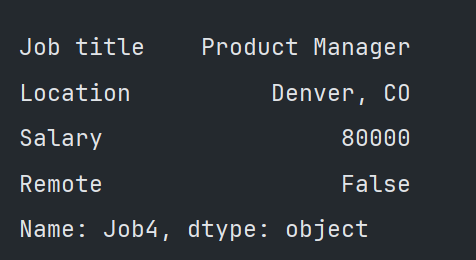 Job title    Product Manager
Location          Denver, CO
Salary                 80000
Remote                 False
Name: Job4, dtype: object